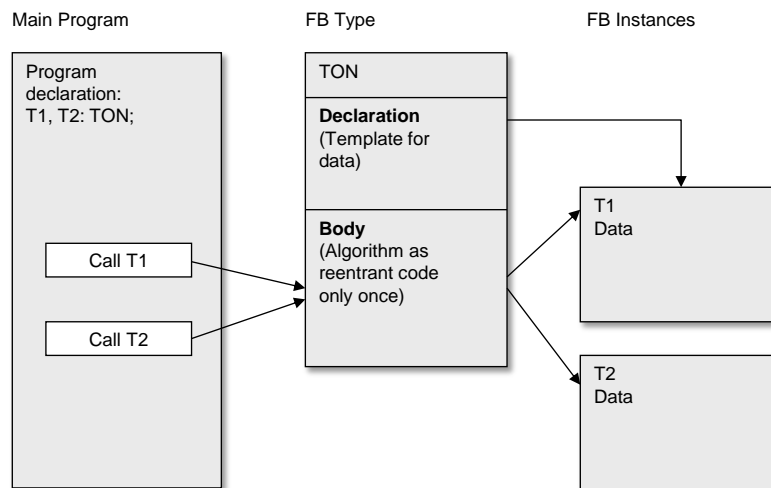 Main Program
FB Type
FB Instances
Program
declaration:
T1, T2: TON;
Call T1
Call T2
TON
Declaration
(Template for
data)
Body
(Algorithm as
reentrant code
only once)
T1
Data
T2
Data